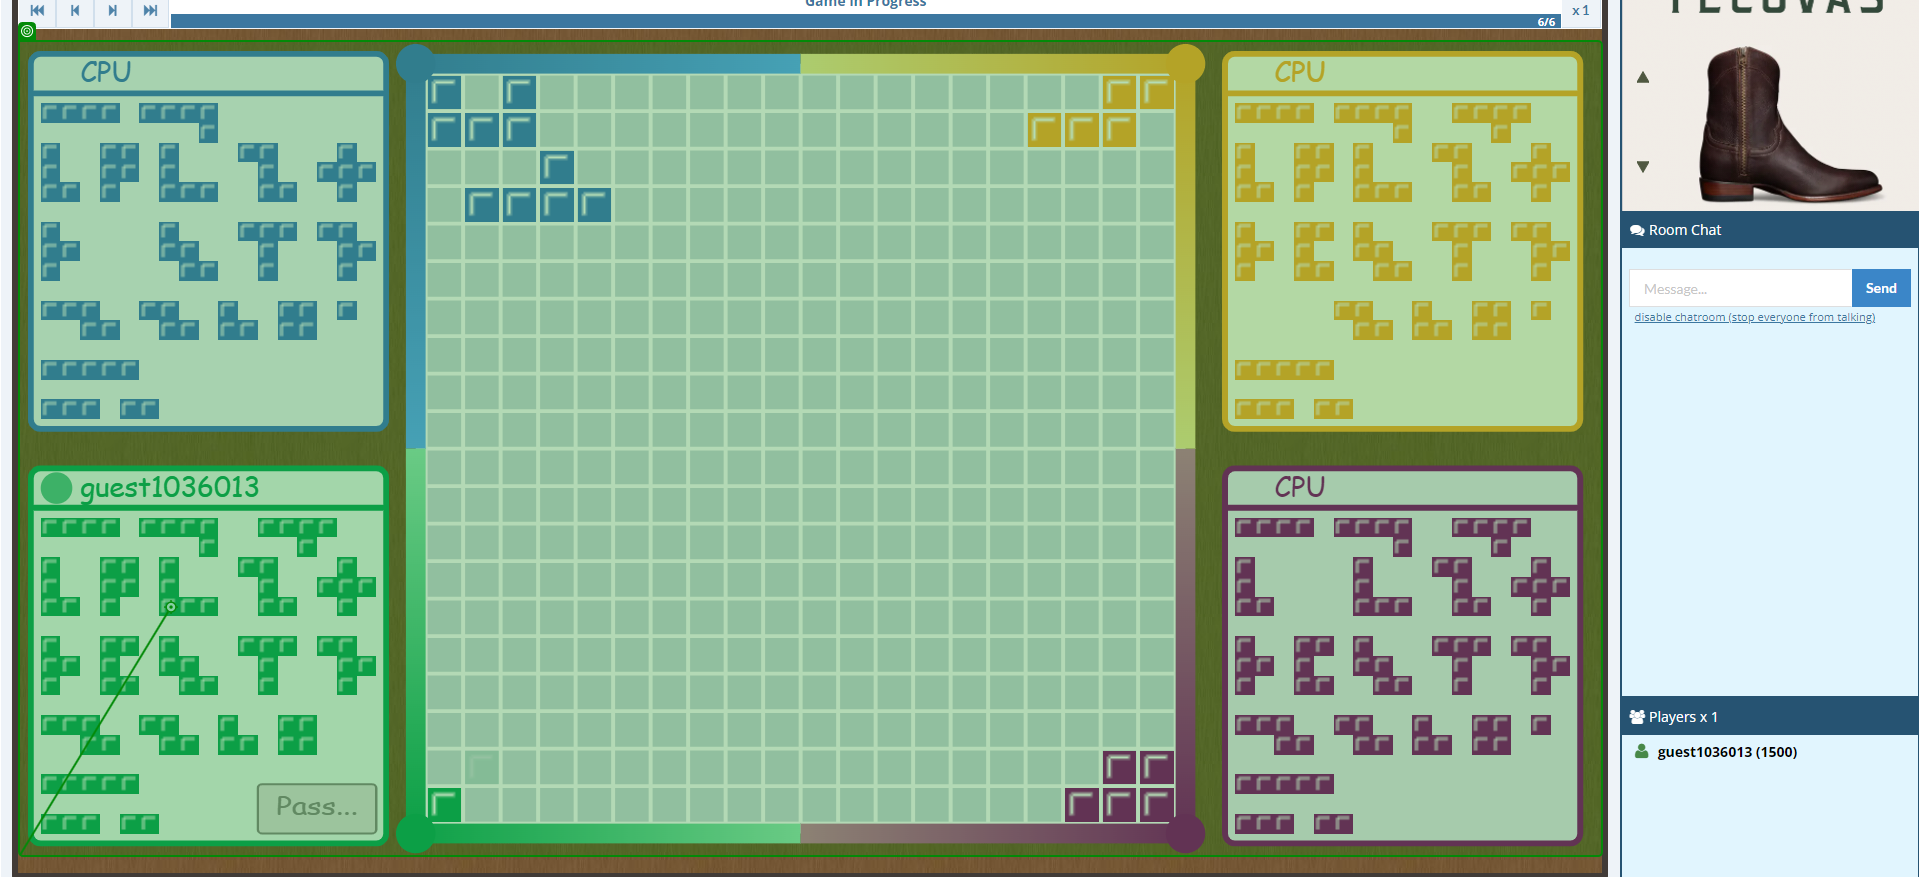 Game in Progress
x 1
6/6
CPU
CPU
guest1036013
CPU
Pass...
TECOVAS
Room Chat
Message...
Send
disable chatroom (stop everyone from talking)
Players x 1
guest1036013 (1500)